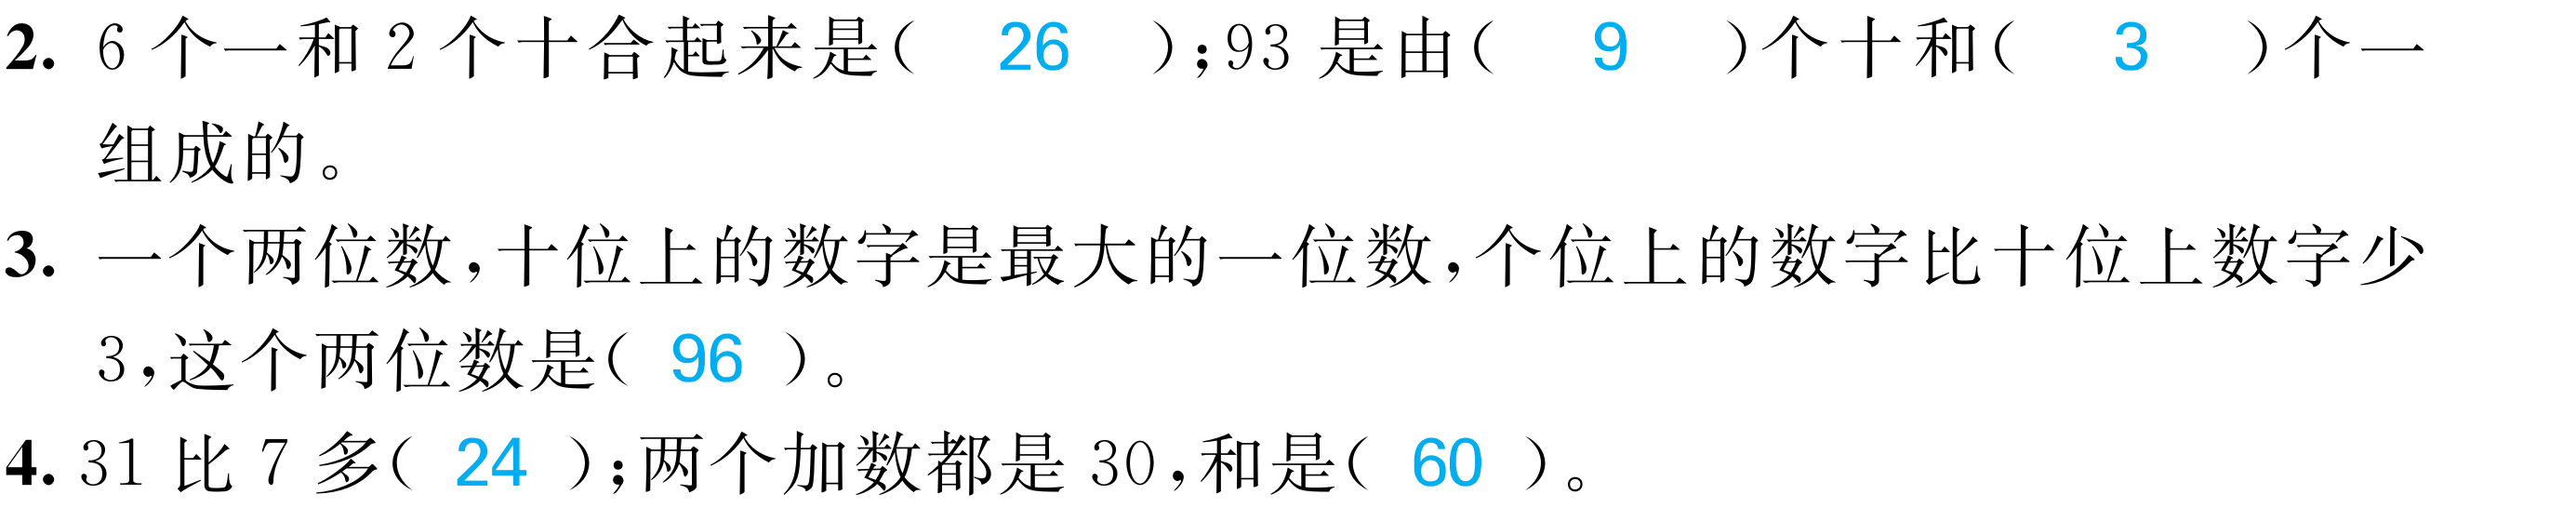 2. 6 个一和 2 个十合起来是( 26 );93 是由( 9 )个十和( 3 )个一
组成的。
3. 一个两位数,十位上的数字是最大的一位数,个位上的数字比十位上数字少
3,这个两位数是( 96 )。
4. 31 比 7 多( 24 );两个加数都是 30,和是( 60 )。